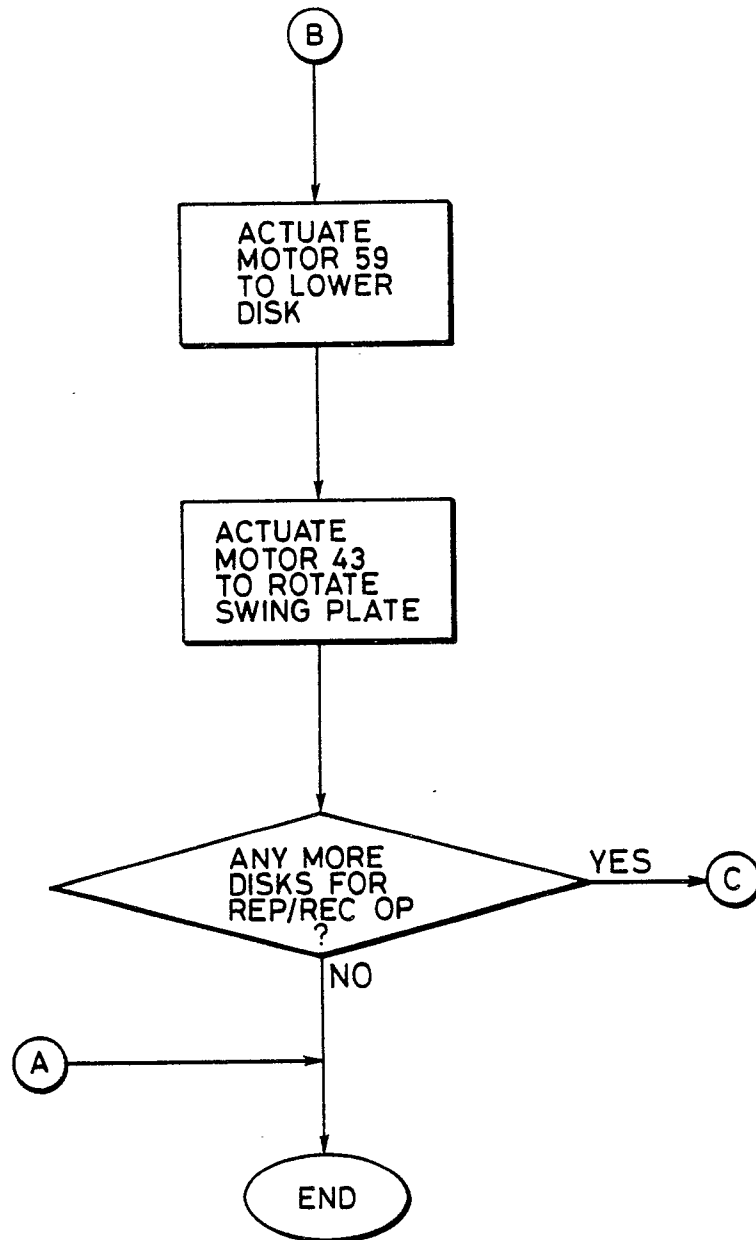 B
ACTUATE
MOTOR 59
TO LOWER
DISK
ACTUATE
MOTOR 43
TO ROTATE
SWING PLATE
ANY MORE
DISKS FOR
REP/REC OP
?
YES
C
NO
A
END